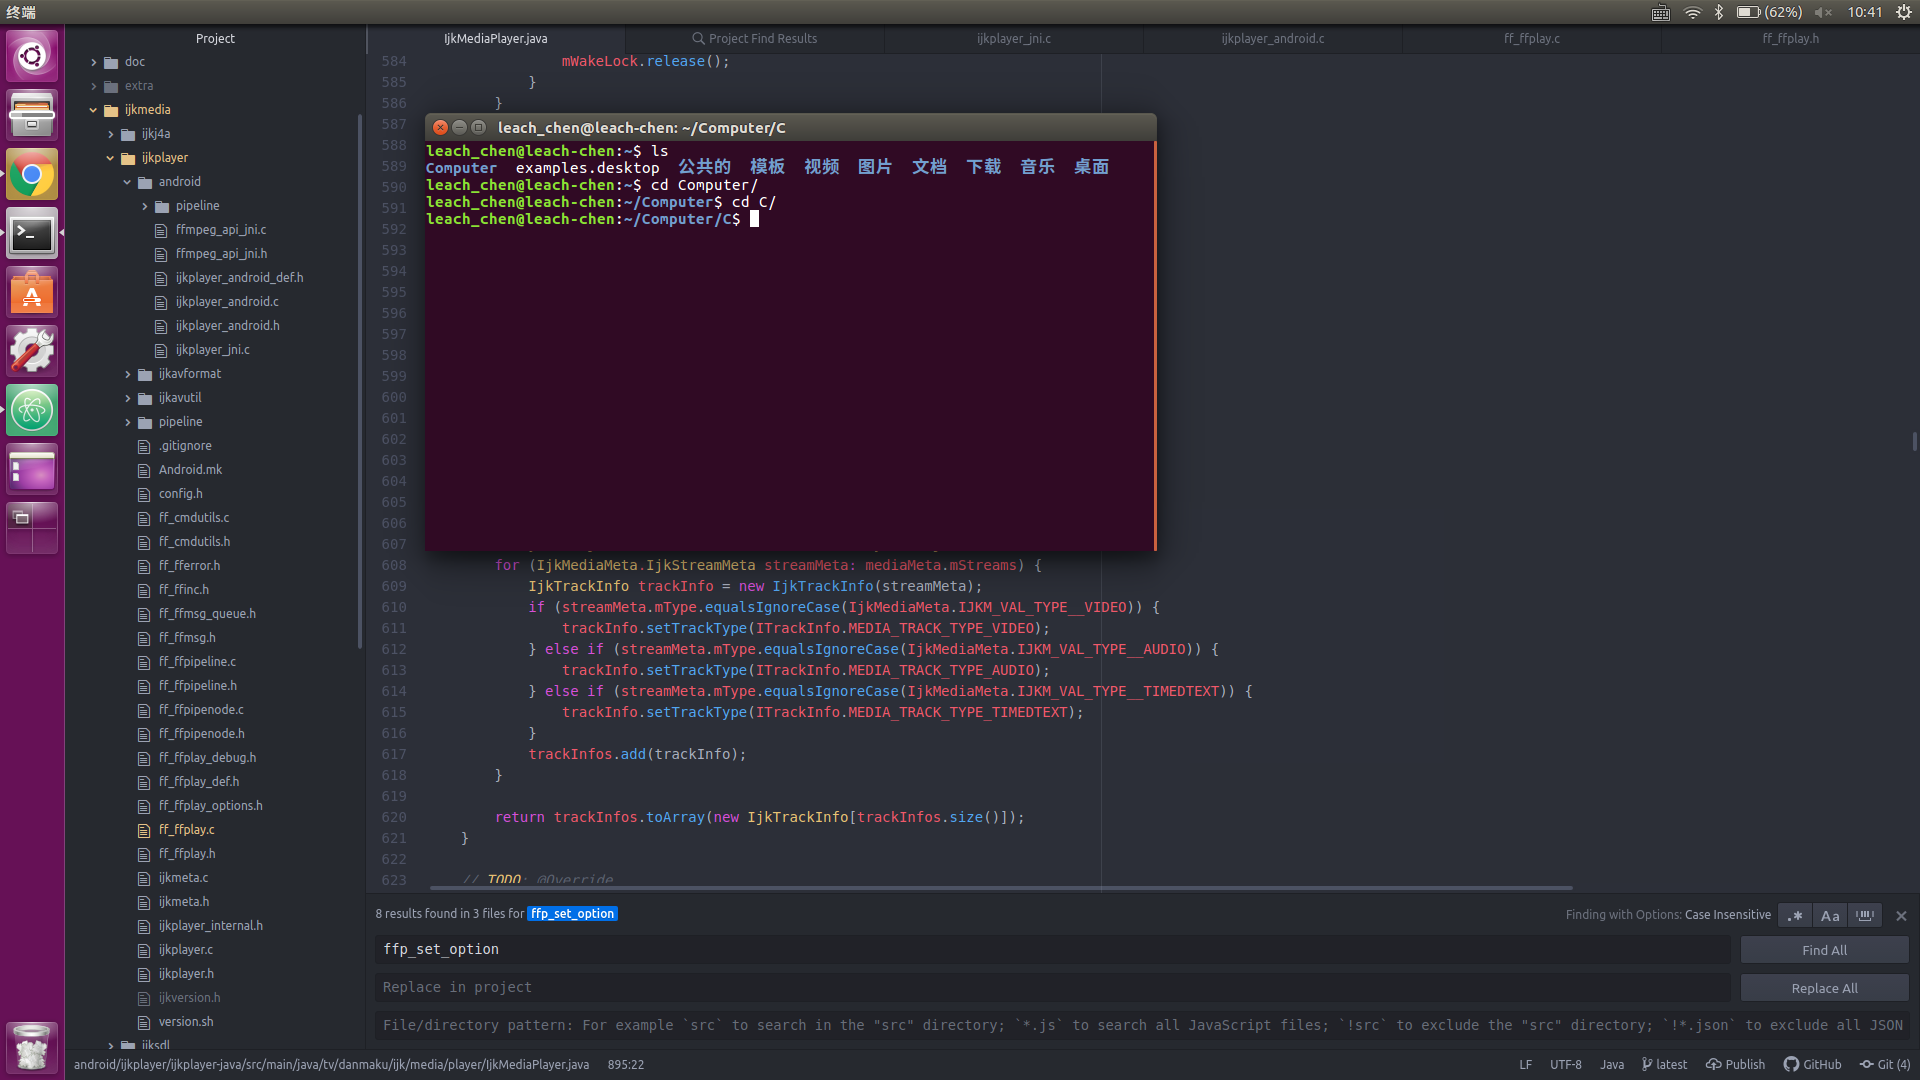 终端
(62%)
10:41
Project
doc
extra
ijkmedia
ijkj4a
ijkplayer
android
pipeline
ffmpeg_api_jni.c
ffmpeg_api_jni.h
ijkplayer_android_def.h
ijkplayer_android.c
ijkplayer_android.h
ijkplayer_jni.c
ijkavformat
ijkavutil
pipeline
.gitignore
Android.mk
config.h
ff_cmdutils.c
ff_cmdutils.h
ff_fferror.h
ff_ffinc.h
ff_ffmsg_queue.h
ff_ffmsg.h
ff_ffpipeline.c
ff_ffpipeline.h
ff_ffpipenode.c
ff_ffpipenode.h
ff_ffplay_debug.h
ff_ffplay_def.h
ff_ffplay_options.h
ff_ffplay.c
ff_ffplay.h
ijkmeta.c
ijkmeta.h
ijkplayer_internal.h
ijkplayer.c
ijkplayer.h
ijkversion.h
version.sh
ijksdl
IjkMediaPlayer.java
Project Find Results
ijkplayer_jni.c
ijkplayer_android.c
ff_ffplay.c
ff_ffplay.h
584 mWakeLock.release();
585 }
586 }
587
588
589
590
591
592
593
594
595
596
597
598
599
600
601
602
603
604
605
606
607
leach_chen@leach-chen: ~/Computer/C
leach_chen@leach-chen:~$ ls
Computer examples.desktop 公共的 模板 视频 图片 文档 下载 音乐 桌面
leach_chen@leach-chen:~$ cd Computer/
leach_chen@leach-chen:~/Computer$ cd C/
leach_chen@leach-chen:~/Computer/C$
608 for (IjkMediaMeta.IjkStreamMeta streamMeta: mediaMeta.mStreams) {
609 IjkTrackInfo trackInfo = new IjkTrackInfo(streamMeta);
610 if (streamMeta.mType.equalsIgnoreCase(IjkMediaMeta.IJKM_VAL_TYPE__VIDEO)) {
611 trackInfo.setTrackType(ITrackInfo.MEDIA_TRACK_TYPE_VIDEO);
612 } else if (streamMeta.mType.equalsIgnoreCase(IjkMediaMeta.IJKM_VAL_TYPE__AUDIO)) {
613 trackInfo.setTrackType(ITrackInfo.MEDIA_TRACK_TYPE_AUDIO);
614 } else if (streamMeta.mType.equalsIgnoreCase(IjkMediaMeta.IJKM_VAL_TYPE__TIMEDTEXT)) {
615 trackInfo.setTrackType(ITrackInfo.MEDIA_TRACK_TYPE_TIMEDTEXT);
616 }
617 trackInfos.add(trackInfo);
618 }
619
620 return trackInfos.toArray(new IjkTrackInfo[trackInfos.size()]);
621 }
622
623 // TODO: @Override
8 results found in 3 files for ffp_set_option
Finding with Options: Case Insensitive
.* Aa
ffp_set_option
Find All
Replace in project
Replace All
File/directory pattern: For example `src` to search in the "src" directory; `*.js` to search all JavaScript files; `!src` to exclude the "src" directory; `!*.json` to exclude all JSON
android/ijkplayer/ijkplayer-java/src/main/java/tv/danmaku/ijk/media/player/IjkMediaPlayer.java 895:22
LF UTF-8 Java latest Publish GitHub Git (4)